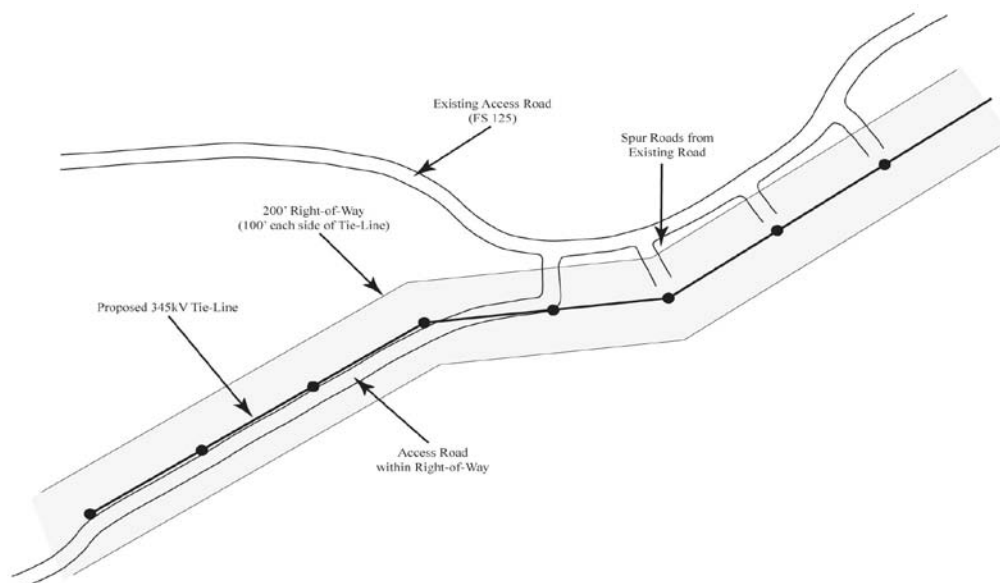 Existing Access Road
(FS 125)
Spur Roads from
Existing Road
200' Right-of-Way
(100' each side of Tie-Line)
Proposed 345kV Tie-Line
Access Road
within Right-of-Way